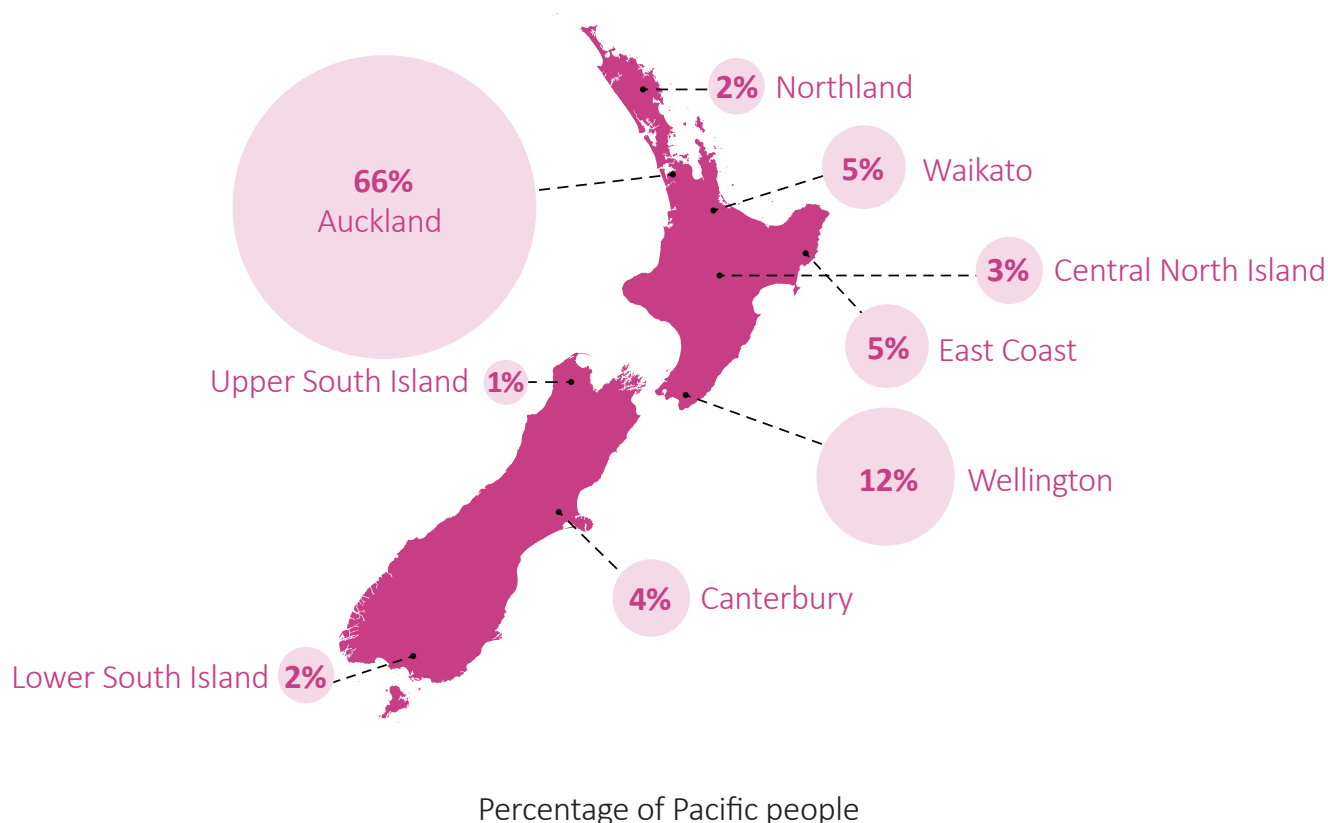 2% Northland
66%
Auckland
5% Waikato
3% Central North Island
5% East Coast
Upper South Island 1%
12% Wellington
4% Canterbury
Lower South Island 2%
Percentage of Pacific people